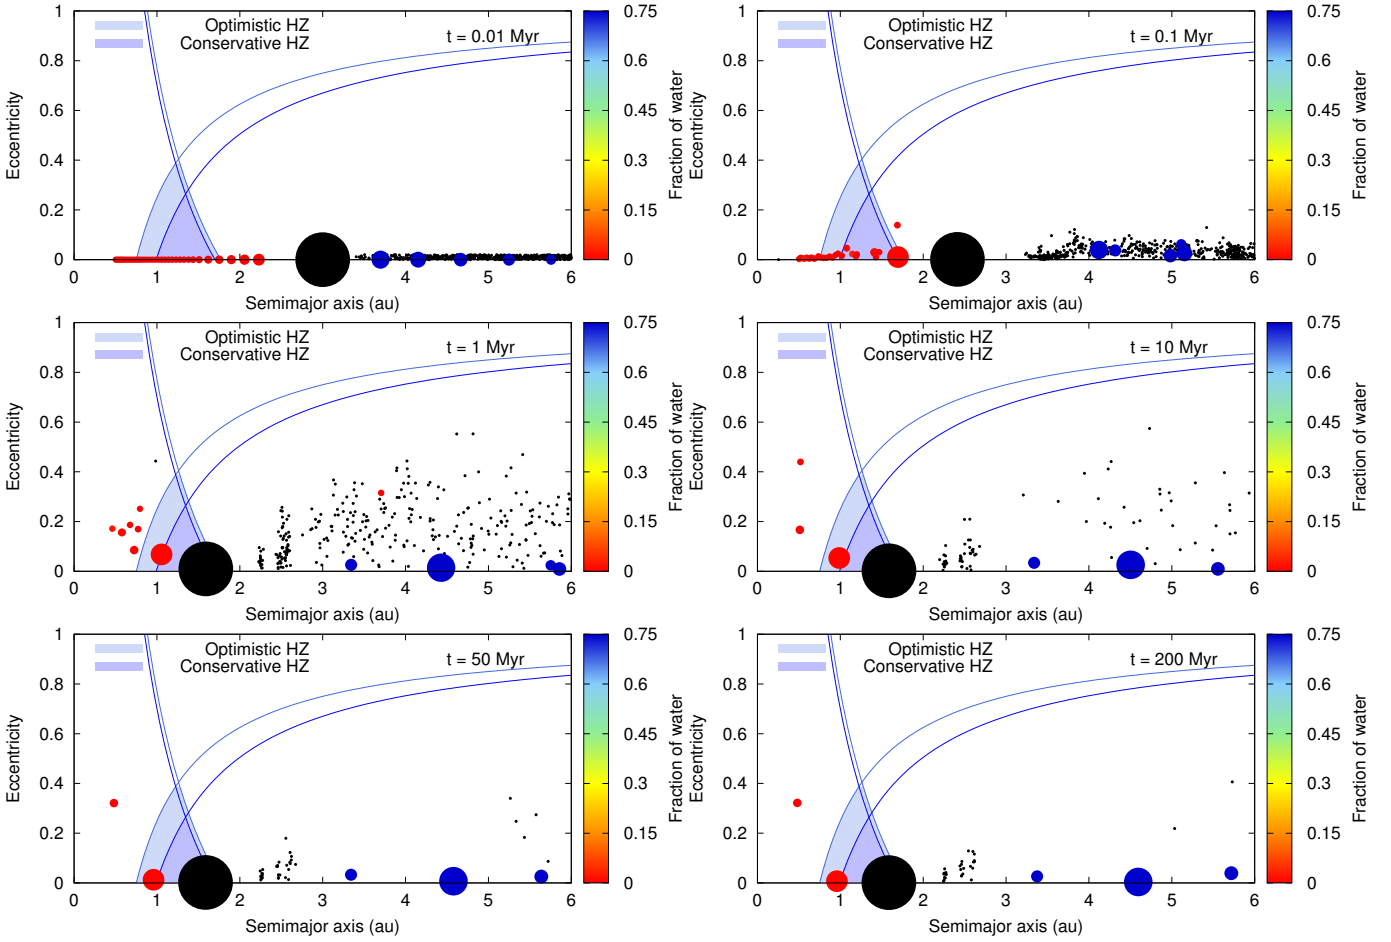 Optimistic HZ
Conservative HZ
t = 0.01 Myr
Eccentricity
1
0.8
0.6
0.4
0.2
0
0 1 2 3 4 5 6
Semimajor axis (au)
0.75
0.6
0.45
0.3
0.15
0
Fraction of water
Optimistic HZ
Conservative HZ
t = 0.1 Myr
Eccentricity
1
0.8
0.6
0.4
0.2
0
0 1 2 3 4 5 6
Semimajor axis (au)
0.75
0.6
0.45
0.3
0.15
0
Fraction of water
Optimistic HZ
Conservative HZ
t = 1 Myr
Eccentricity
1
0.8
0.6
0.4
0.2
0
0 1 2 3 4 5 6
Semimajor axis (au)
0.75
0.6
0.45
0.3
0.15
0
Fraction of water
Optimistic HZ
Conservative HZ
t = 10 Myr
Eccentricity
1
0.8
0.6
0.4
0.2
0
0 1 2 3 4 5 6
Semimajor axis (au)
0.75
0.6
0.45
0.3
0.15
0
Fraction of water
Optimistic HZ
Conservative HZ
t = 50 Myr
Eccentricity
1
0.8
0.6
0.4
0.2
0
0 1 2 3 4 5 6
Semimajor axis (au)
0.75
0.6
0.45
0.3
0.15
0
Fraction of water
Optimistic HZ
Conservative HZ
t = 200 Myr
Eccentricity
1
0.8
0.6
0.4
0.2
0
0 1 2 3 4 5 6
Semimajor axis (au)
0.75
0.6
0.45
0.3
0.15
0
Fraction of water